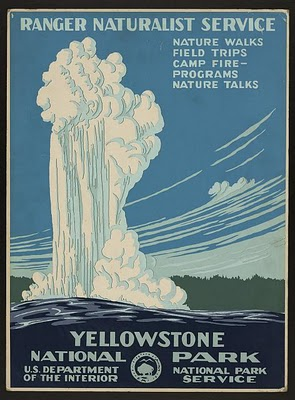 RANGER NATURALIST SERVICE
NATURE WALKS
FIELD TRIPS
CAMP FIRE–
PROGRAMS
NATURE TALKS
YELLOWSTONE
NATIONAL PARK
U.S. DEPARTMENT
OF THE INTERIOR
NATIONAL PARK
SERVICE